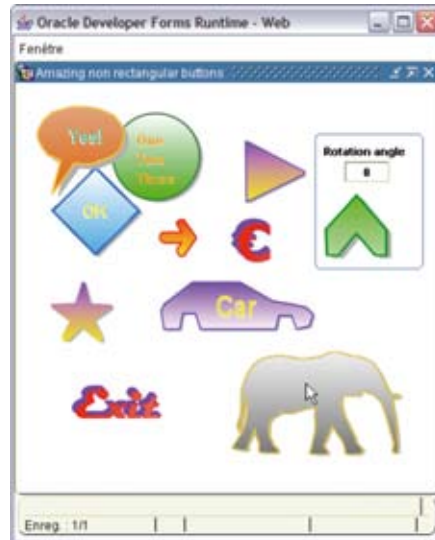 Oracle Developer Forms Runtime - Web
Fenêtre
Amazing non rectangular buttons
Yes!
One
Two
Three
OK
Rotation angle
€
Car
Exit
Enreg. : 1/1